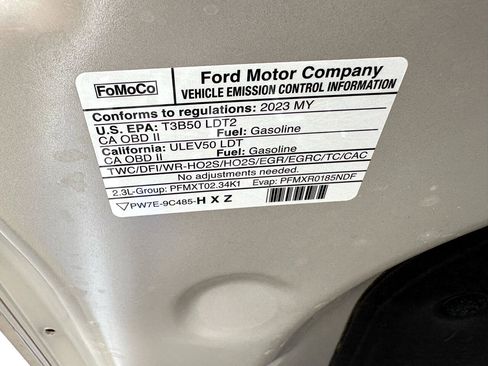 FoMoCo
Ford Motor Company
VEHICLE EMISSION CONTROL INFORMATION
Conforms to regulations: 2023 MY
U.S. EPA: T3B50 LDT2
CA OBD II Fuel: Gasoline
California: ULEV50 LDT
CA OBD II Fuel: Gasoline
TWC/DFI/WR-HO2S/HO2S/EGR/EGRC/TC/CAC
No adjustments needed.
2.3L-Group: PFMXT02.34K1 Evap: PFMXR0185NDF
PW7E-9C485-HXZ